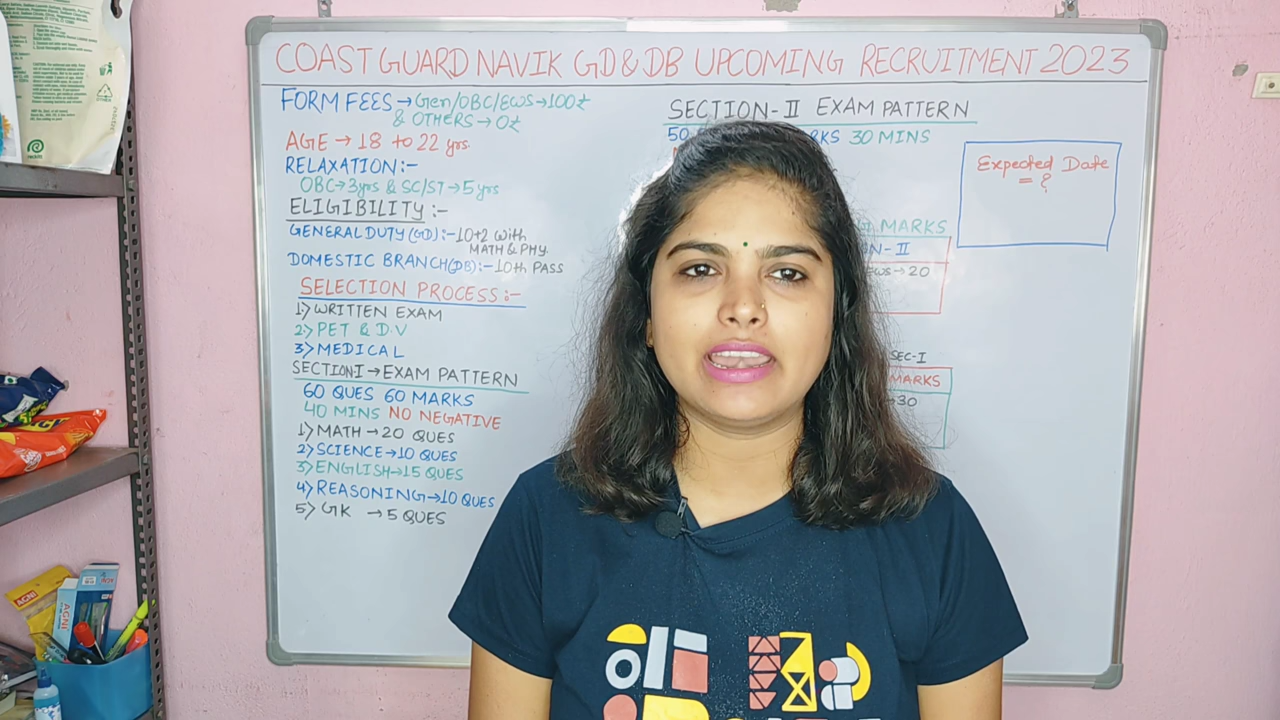 COAST GUARD NAVIK GD & DB UPCOMING RECRUITMENT 2023
FORM FEES → Gen/OBC/EWS → 100₹
& OTHERS → 0₹
AGE → 18 to 22 yrs
RELAXATION:-
OBC → 3yrs & SC/ST → 5 yrs
ELIGIBILITY :-
GENERAL DUTY (GD):- 10+2 with
MATH & PHY.
DOMESTIC BRANCH(DB):- 10th PASS
SELECTION PROCESS :-
1> WRITTEN EXAM
2> PET & D.V
3> MEDICAL
SECTION I → EXAM PATTERN
60 QUES 60 MARKS
40 MINS NO NEGATIVE
1> MATH → 20 QUES
2> SCIENCE → 10 QUES
3> ENGLISH → 15 QUES
4> REASONING → 10 QUES
5> GK → 5 QUES
SECTION-II EXAM PATTERN
50 RKS 30 MINS
MARKS
ON-II
EWS → 20
SEC-I
MARKS
→ 30
Expected Date
= ?
AGNI
AGNI